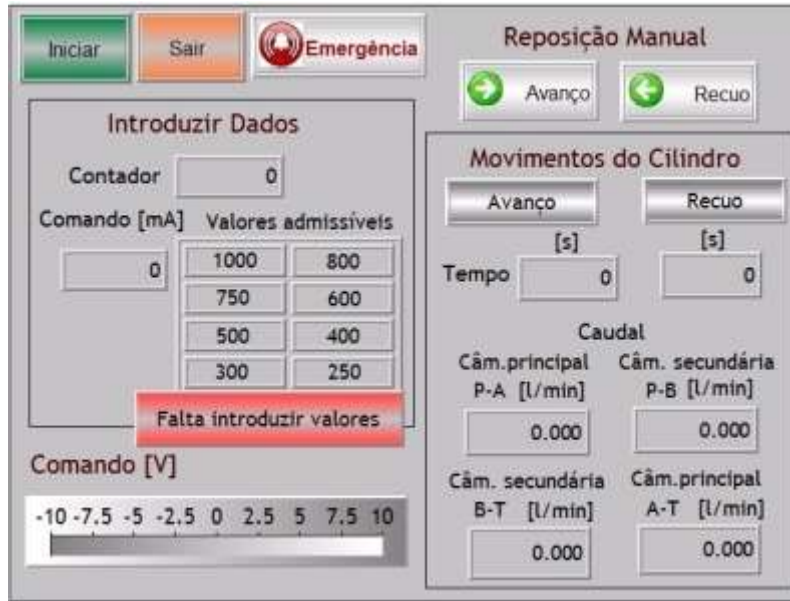 Iniciar
Sair
Emergência
Reposição Manual
Avanço
Recuo
Introduzir Dados
Contador
0
Comando [mA]
Valores admissíveis
0
1000 800
750 600
500 400
300 250
Falta introduzir valores
Comando [V]
-10 -7.5 -5 -2.5 0 2.5 5 7.5 10
Movimentos do Cilindro
Avanço Recuo
[s] [s]
Tempo 0 0
Caudal
Câm.principal Câm. secundária
P-A [l/min] P-B [l/min]
0.000 0.000
Câm. secundária Câm.principal
B-T [l/min] A-T [l/min]
0.000 0.000